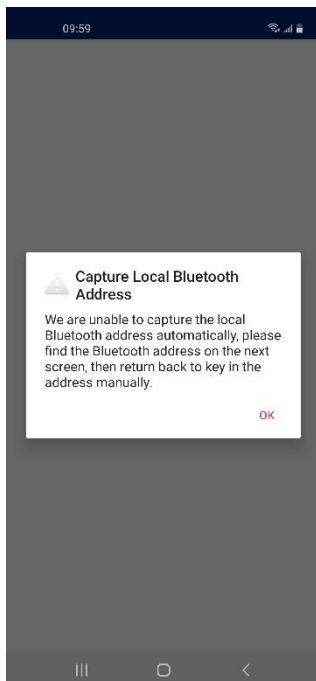 09:59
Capture Local Bluetooth
Address
We are unable to capture the local
Bluetooth address automatically, please
find the Bluetooth address on the next
screen, then return back to key in the
address manually.
OK